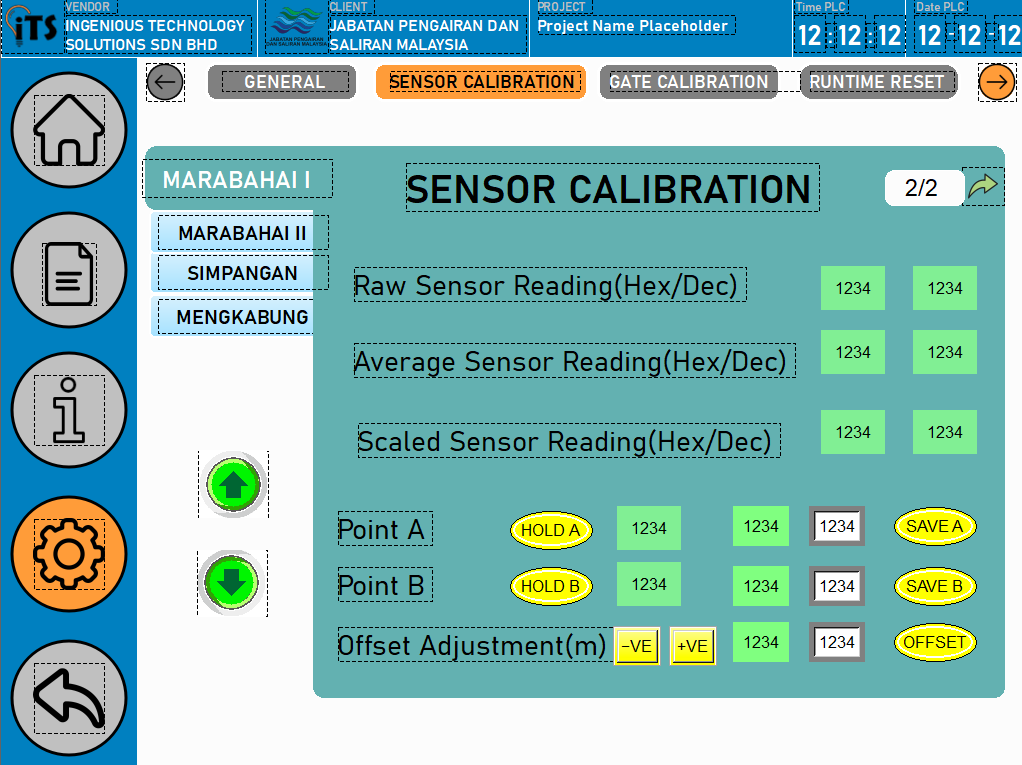 iTS
VENDOR
INGENIOUS TECHNOLOGY
SOLUTIONS SDN BHD
JABATAN PENGAIRAN
DAN SALIRAN MALAYSIA
CLIENT
JABATAN PENGAIRAN DAN
SALIRAN MALAYSIA
PROJECT
Project Name Placeholder
Time PLC
12:12:12
Date PLC
12-12-12
GENERAL
SENSOR CALIBRATION
GATE CALIBRATION
RUNTIME RESET
MARABAHAI I
SENSOR CALIBRATION
2/2
MARABAHAI II
SIMPANGAN
MENGKABUNG
Raw Sensor Reading(Hex/Dec) 1234 1234
Average Sensor Reading(Hex/Dec) 1234 1234
Scaled Sensor Reading(Hex/Dec) 1234 1234
Point A HOLD A 1234 1234 1234 SAVE A
Point B HOLD B 1234 1234 1234 SAVE B
Offset Adjustment(m) -VE +VE 1234 1234 OFFSET